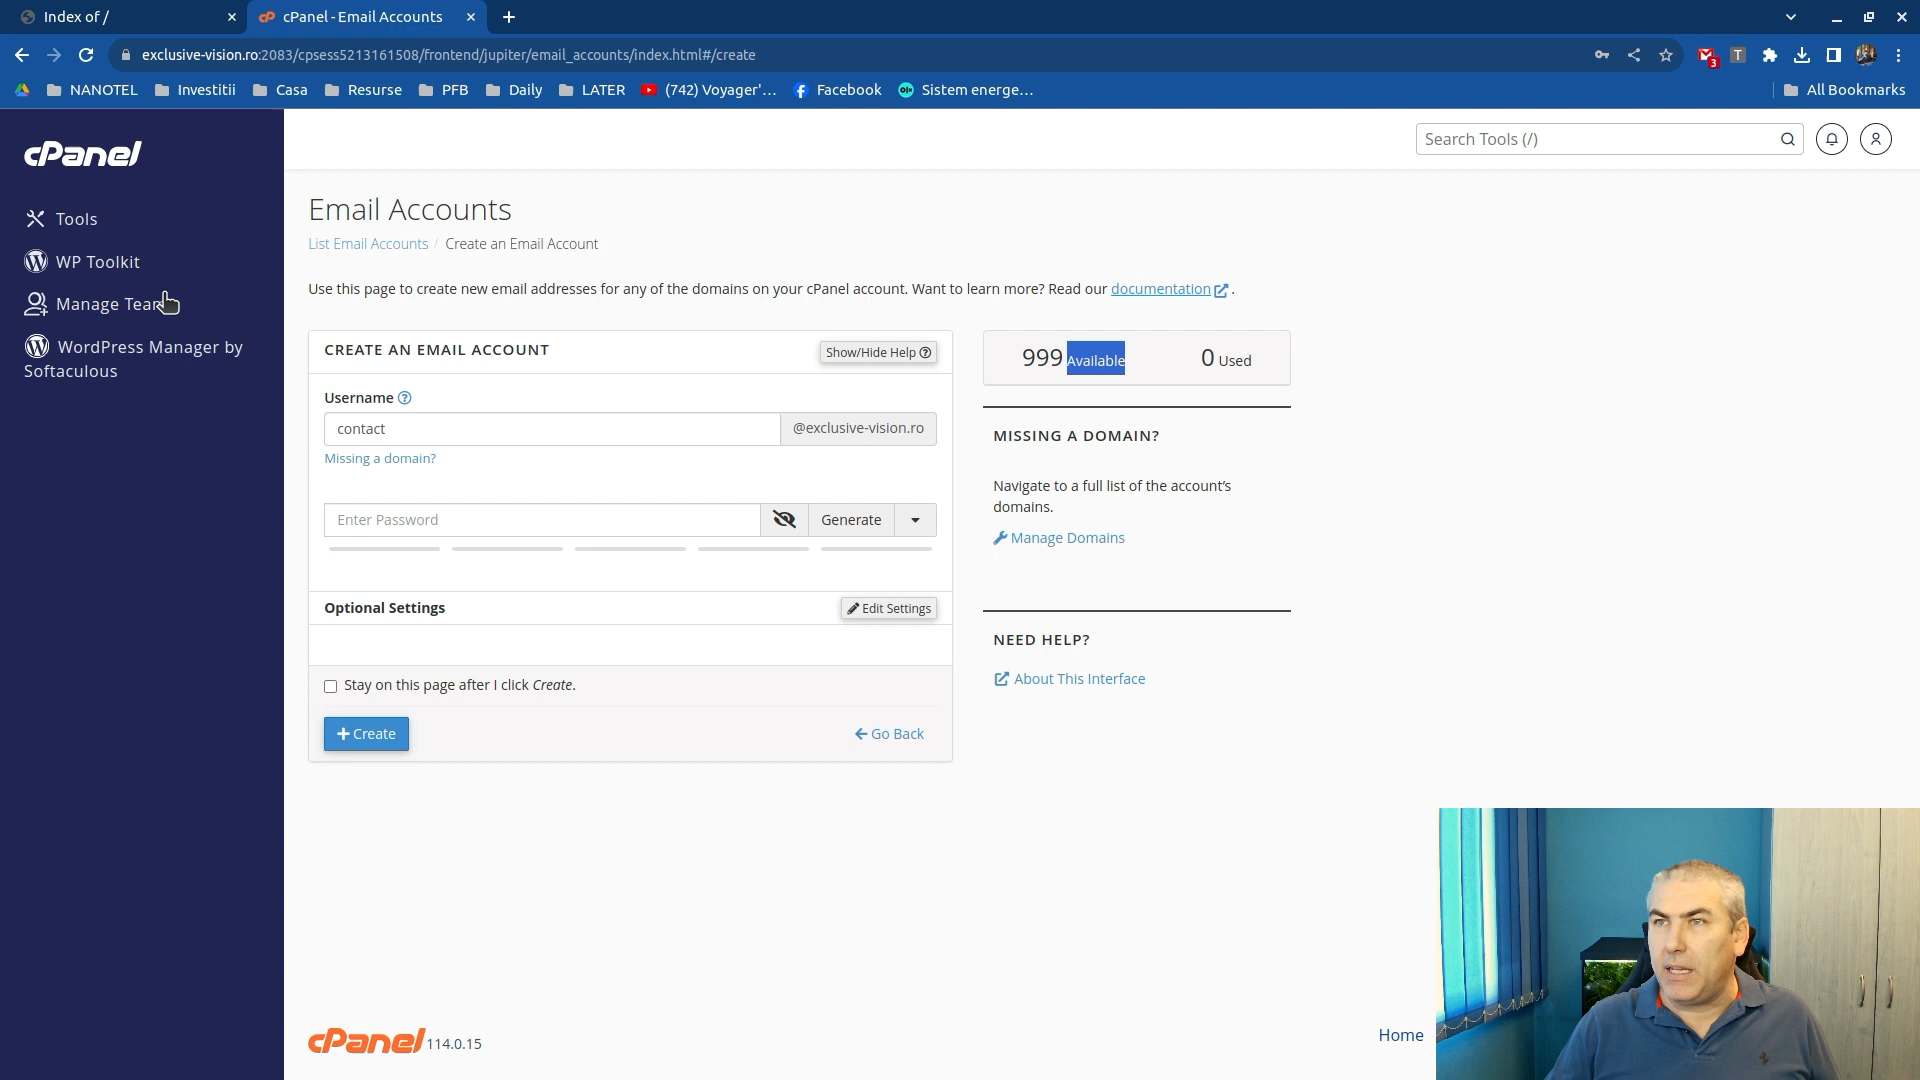 Index of /
cPanel - Email Accounts
exclusive-vision.ro:2083/cpsess5213161508/frontend/jupiter/email_accounts/index.html#/create
3
T
NANOTEL
Investitii
Casa
Resurse
PFB
Daily
LATER
(742) Voyager'...
Facebook
Sistem energe...
All Bookmarks
cPanel
Search Tools (/)
Tools
WP Toolkit
Manage Team
WordPress Manager by
Softaculous
Email Accounts
List Email Accounts / Create an Email Account
Use this page to create new email addresses for any of the domains on your cPanel account. Want to learn more? Read our documentation .
CREATE AN EMAIL ACCOUNT
Show/Hide Help
Username
contact
@exclusive-vision.ro
Missing a domain?
Enter Password
Generate
Optional Settings
Edit Settings
Stay on this page after I click Create.
Create
Go Back
999 Available
0 Used
MISSING A DOMAIN?
Navigate to a full list of the account's
domains.
Manage Domains
NEED HELP?
About This Interface
cPanel 114.0.15
Home